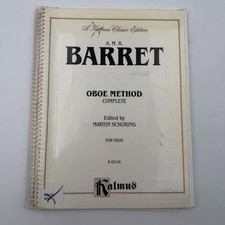 A Kalmus Classic Edition
A. M. R.
BARRET
OBOE METHOD
COMPLETE
Edited by
MARTIN SCHURING
FOR OBOE
Kalmus